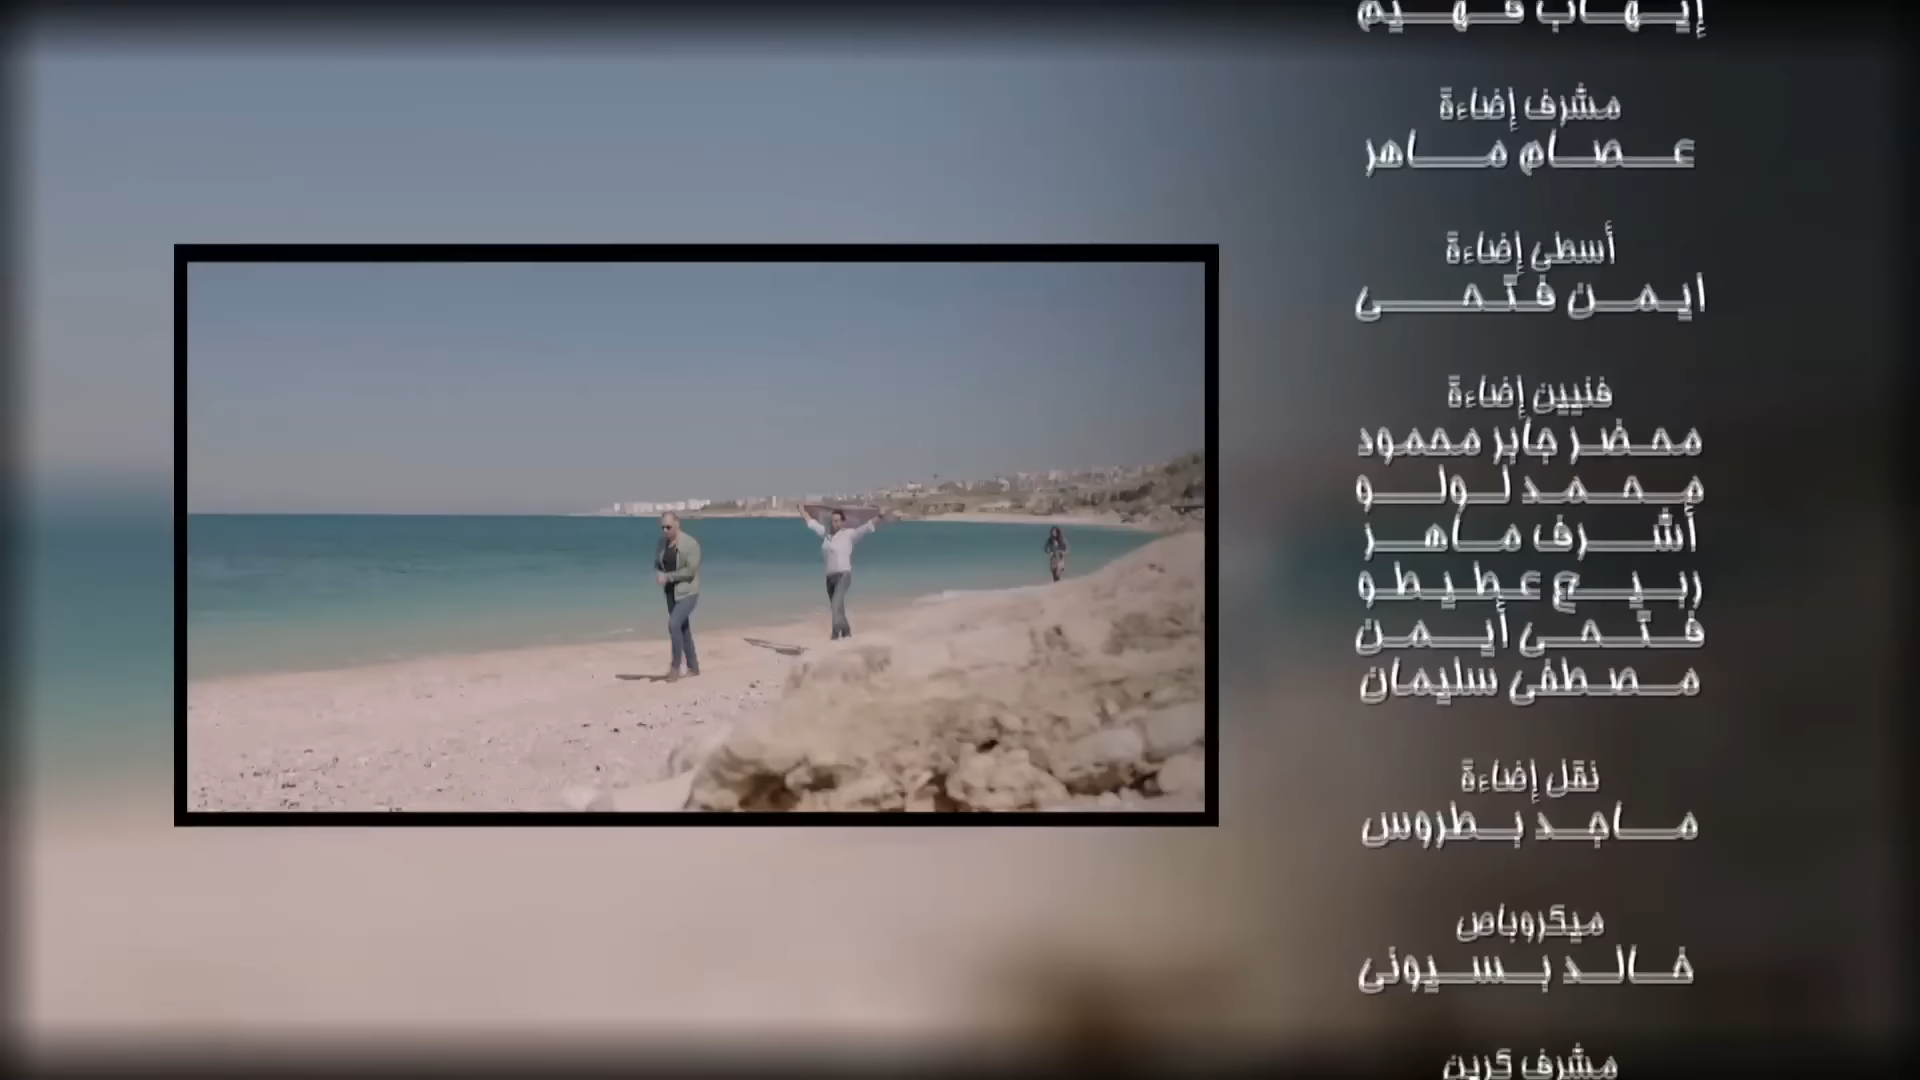 إيهاب فهيم
مشرف إضاءة
عصام ماهر
أسطى إضاءة
ايمن فتحى
فنيين إضاءة
محضر جابر محمود
محمد لولو
أشرف ماهر
ربيع عطيطو
فتحى أيمن
مصطفى سليمان
نقل إضاءة
ماجد بطروس
ميكروباص
خالد بسيونى
مشرف كرين